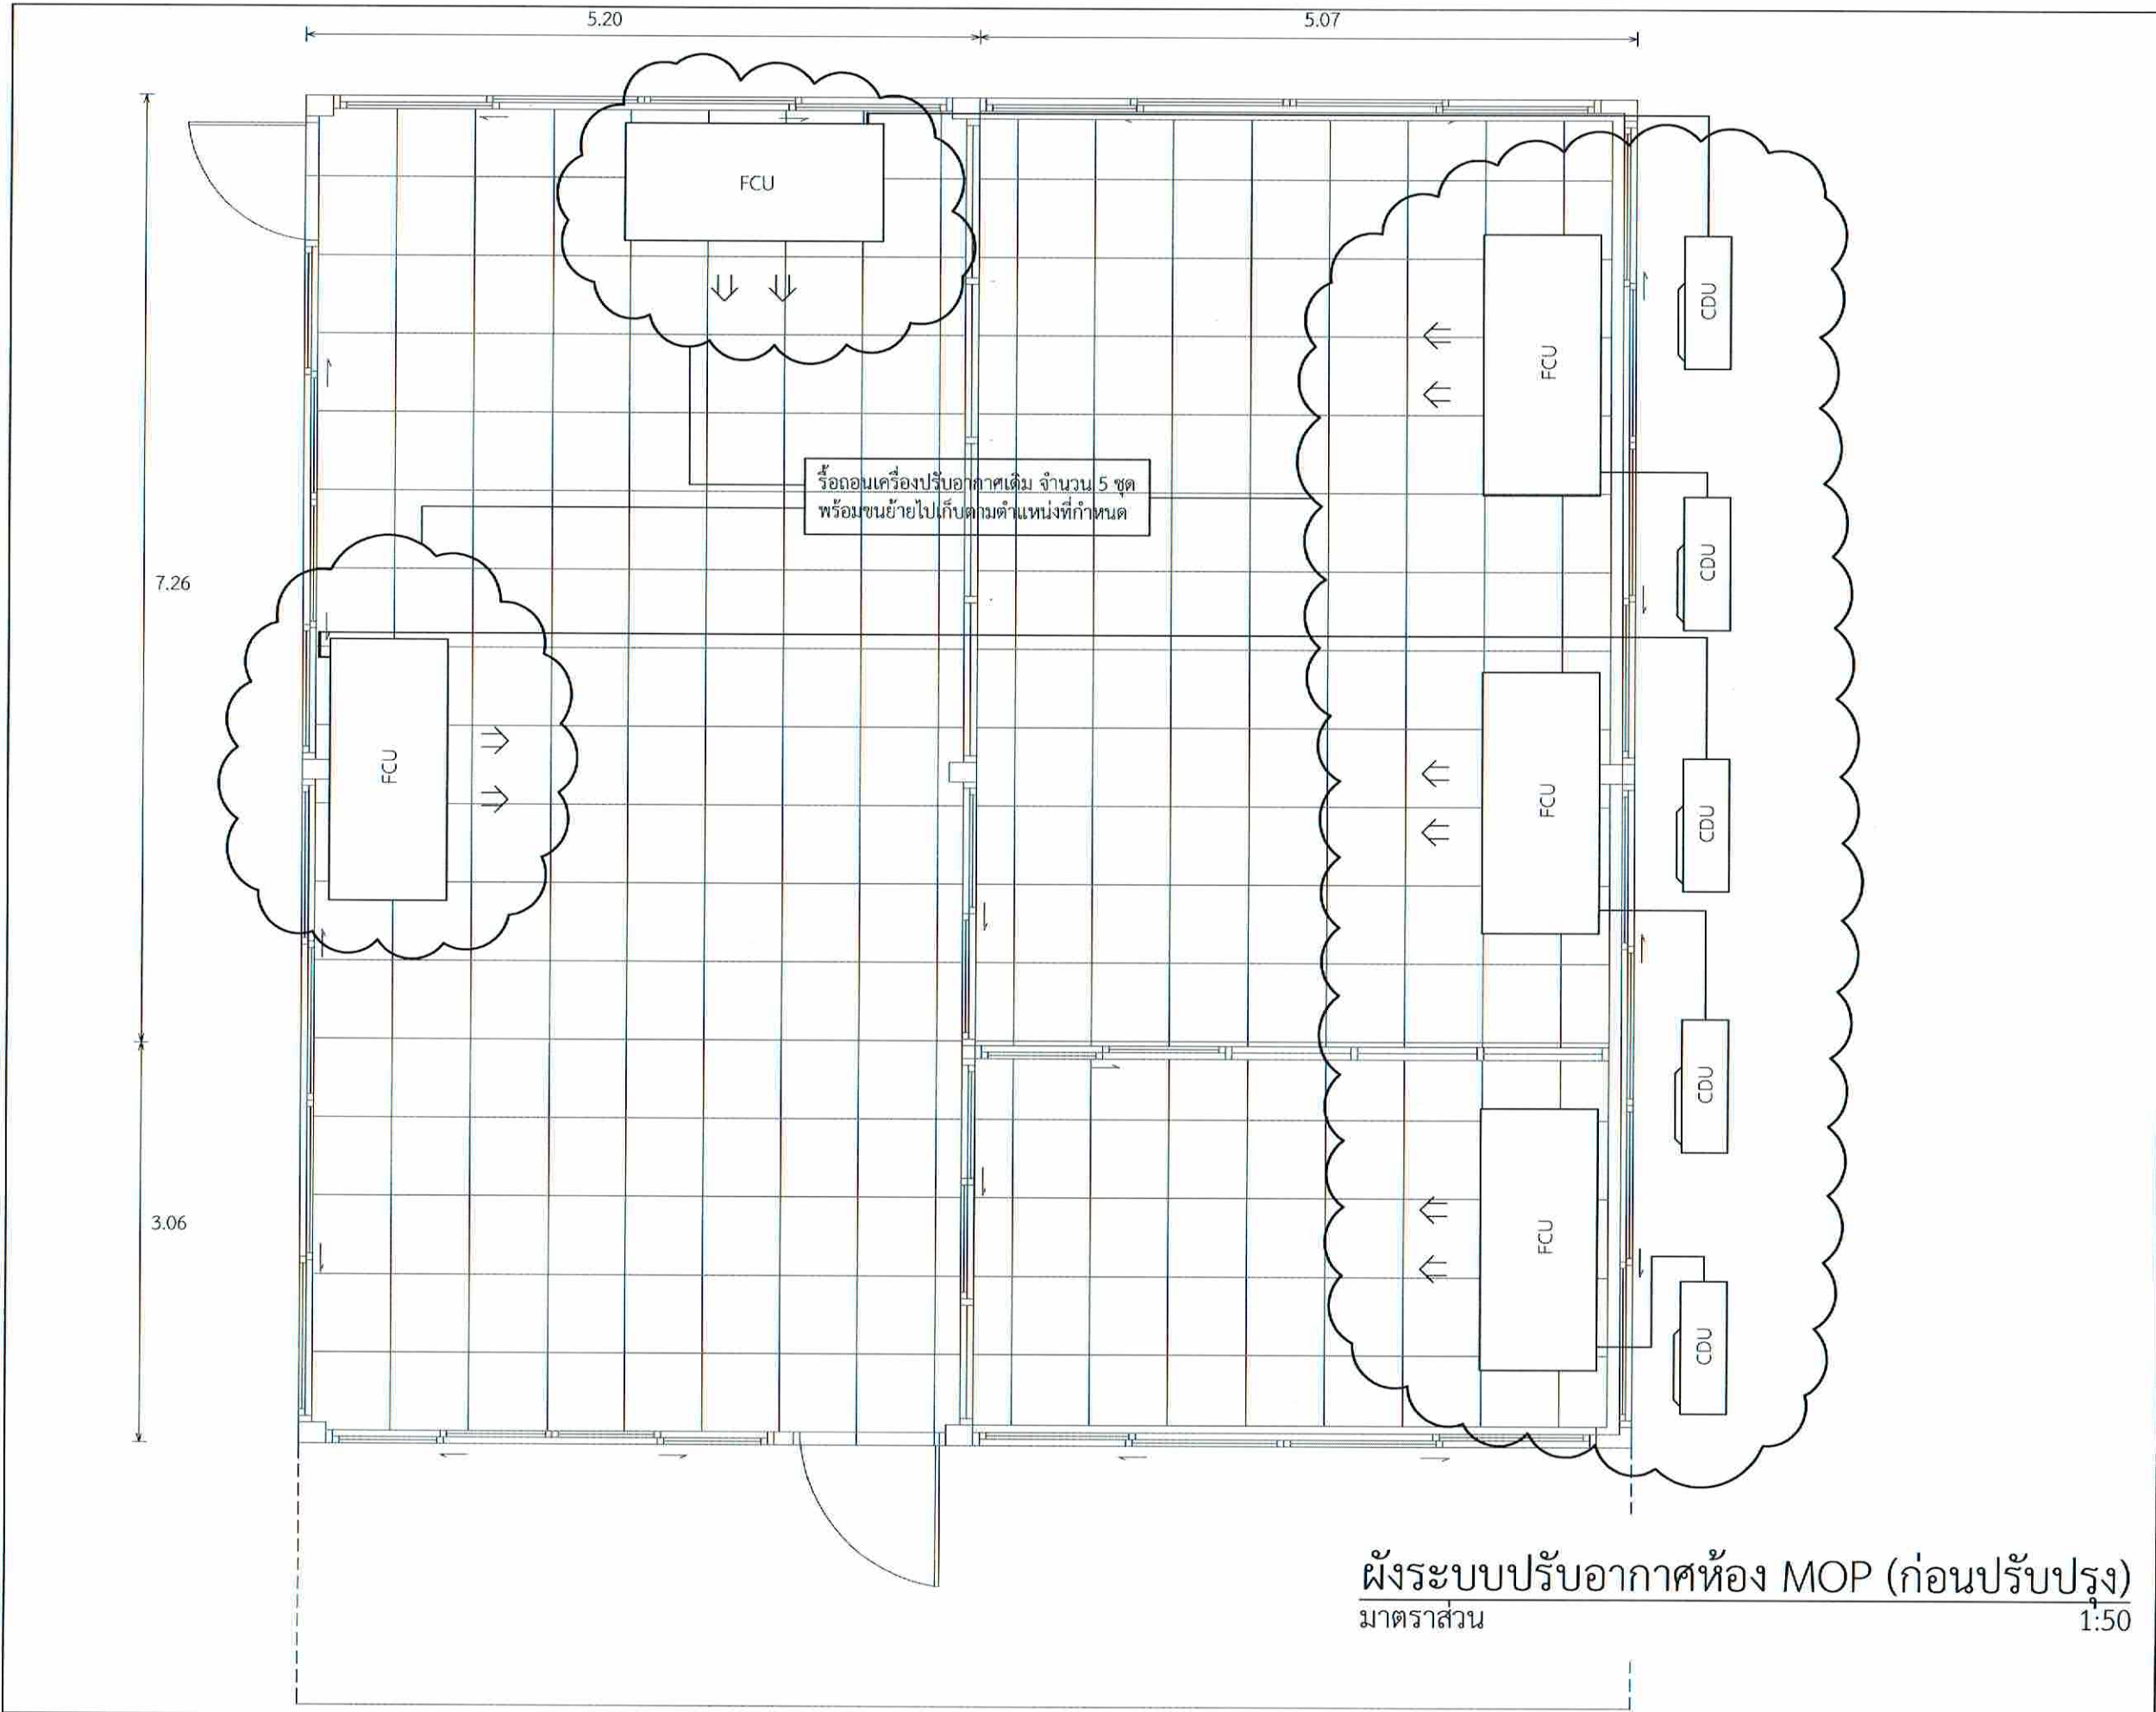 5.20
5.07
FCU
FCU
CDU
รื้อถอนเครื่องปรับอากาศเดิม จำนวน 5 ชุด
พร้อมขนย้ายไปเก็บตามตำแหน่งที่กำหนด
CDU
7.26
FCU
FCU
CDU
CDU
3.06
FCU
CDU
ผังระบบปรับอากาศห้อง MOP (ก่อนปรับปรุง)
มาตราส่วน 1:50